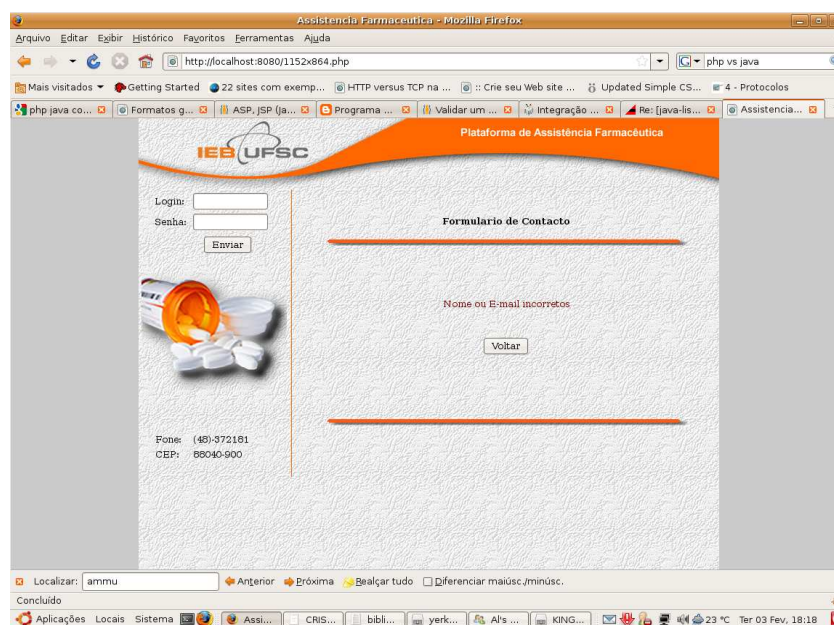 Assistencia Farmaceutica - Mozilla Firefox
Arquivo Editar Exibir Histórico Favoritos Ferramentas Ajuda
http://localhost:8080/1152x864.php
php vs java
Mais visitados Getting Started 22 sites com exemp... HTTP versus TCP na ... :: Crie seu Web site ... Updated Simple CS... 4 - Protocolos
php java co... Formatos g... ASP, JSP (Ja... Programa ... Validar um ... Integração ... Re: [java-lis... Assistencia...
IEB UFSC
Plataforma de Assistência Farmacêutica
Login:
Senha:
Enviar
Formulario de Contacto
Nome ou E-mail incorretos
Voltar
Fone: (48)-372181
CEP: 88040-900
Localizar: ammu Anterior Próxima Realçar tudo Diferenciar maiúsc./minúsc.
Concluído
Aplicações Locais Sistema Assi... CRIS... bibli... yerk... Al's ... KING... 23 °C Ter 03 Fev, 18:18